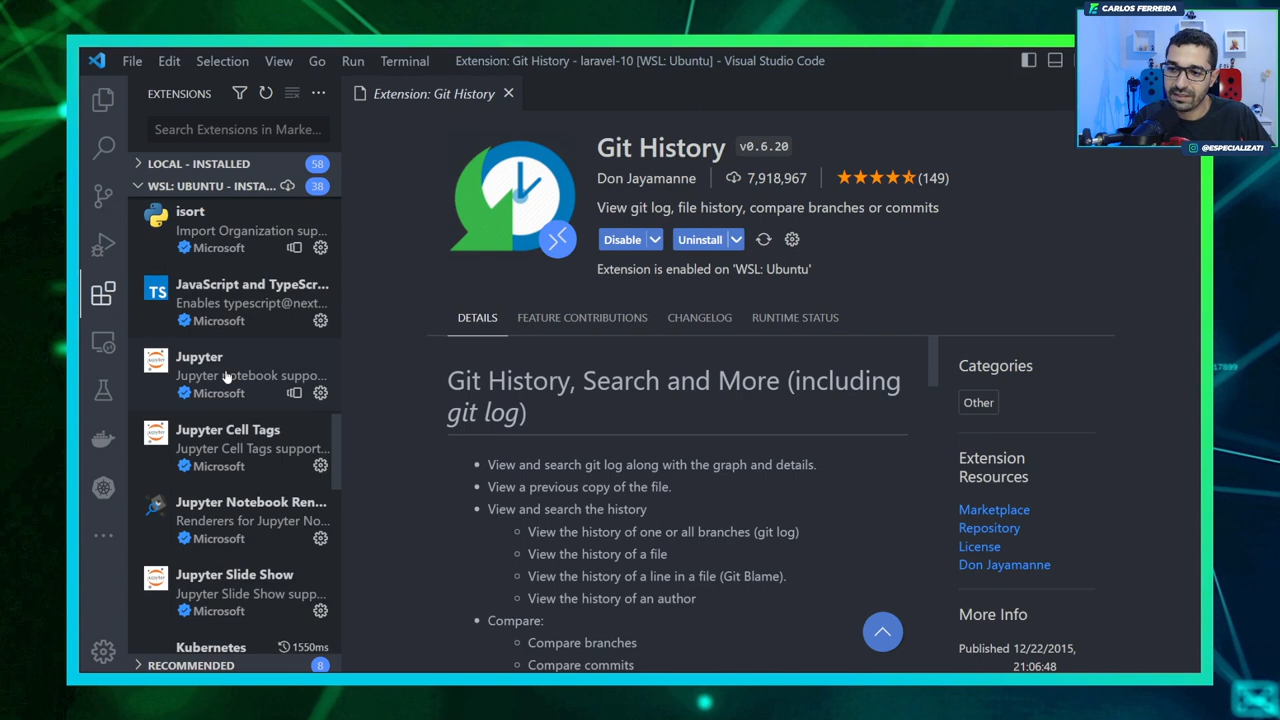 CARLOS FERREIRA
@ESPECIALIZATI
File Edit Selection View Go Run Terminal
Extension: Git History - laravel-10 [WSL: Ubuntu] - Visual Studio Code
EXTENSIONS
Search Extensions in Marke...
LOCAL - INSTALLED 58
WSL: UBUNTU - INSTA... 38
isort
Import Organization sup...
Microsoft
JavaScript and TypeScr...
Enables typescript@next...
TS
Microsoft
Jupyter
Jupyter notebook suppo...
Microsoft
Jupyter Cell Tags
Jupyter Cell Tags support...
Microsoft
Jupyter Notebook Ren...
Renderers for Jupyter No...
Microsoft
Jupyter Slide Show
Jupyter Slide Show supp...
Microsoft
Kubernetes 1550ms
RECOMMENDED 8
Extension: Git History
Git History v0.6.20
Don Jayamanne 7,918,967 (149)
View git log, file history, compare branches or commits
Disable Uninstall
Extension is enabled on 'WSL: Ubuntu'
DETAILS FEATURE CONTRIBUTIONS CHANGELOG RUNTIME STATUS
Git History, Search and More (including
git log)
View and search git log along with the graph and details.
View a previous copy of the file.
View and search the history
View the history of one or all branches (git log)
View the history of a file
View the history of a line in a file (Git Blame).
View the history of an author
Compare:
Compare branches
Compare commits
Categories
Other
Extension
Resources
Marketplace
Repository
License
Don Jayamanne
More Info
Published 12/22/2015,
21:06:48